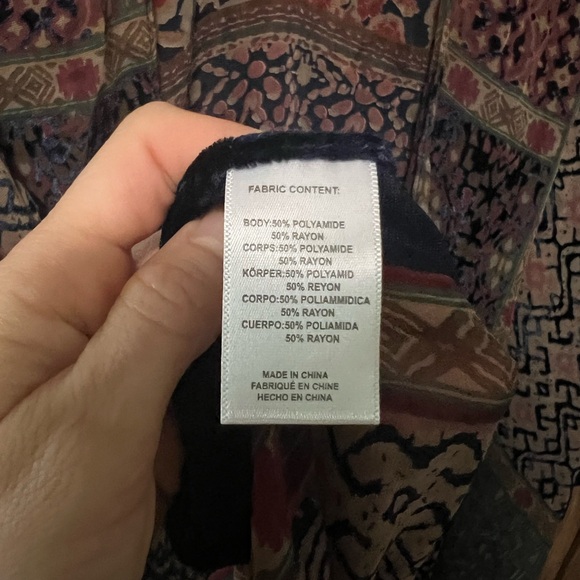 FABRIC CONTENT:
BODY:50% POLYAMIDE
50% RAYON
CORPS:50% POLYAMIDE
50% RAYON
KÖRPER:50% POLYAMID
50% REYON
CORPO:50% POLIAMMIDICA
50% RAYON
CUERPO:50% POLIAMIDA
50% RAYON
MADE IN CHINA
FABRIQUÉ EN CHINE
HECHO EN CHINA